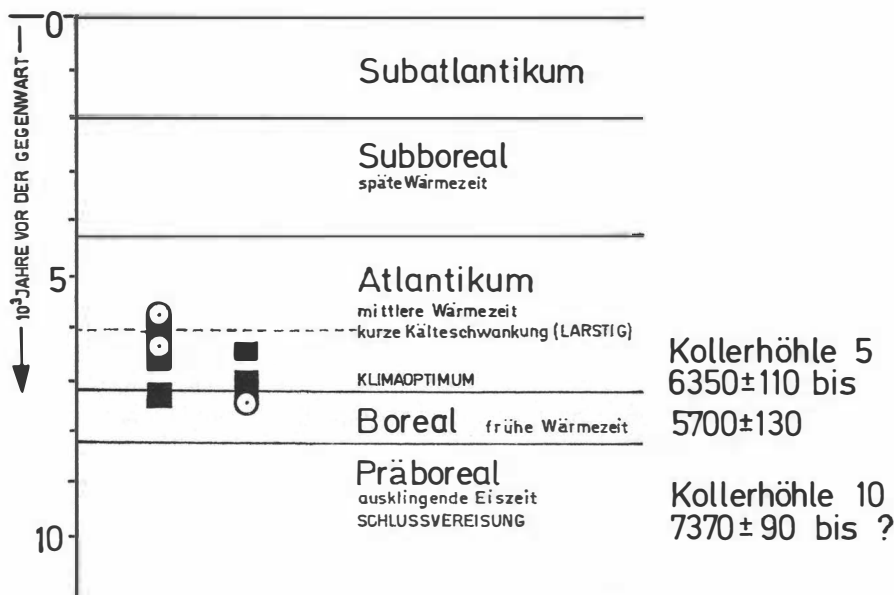 0
10³JAHRE VOR DER GEGENWART
Subatlantikum
Subboreal
späte Wärmezeit
5
Atlantikum
mittlere Wärmezeit
kurze Kälteschwankung (LARSTIG)
KLIMAOPTIMUM
Boreal frühe Wärmezeit
Präboreal
ausklingende Eiszeit
SCHLUSSVEREISUNG
10
Kollerhöhle 5
6350±110 bis
5700±130
Kollerhöhle 10
7370±90 bis ?